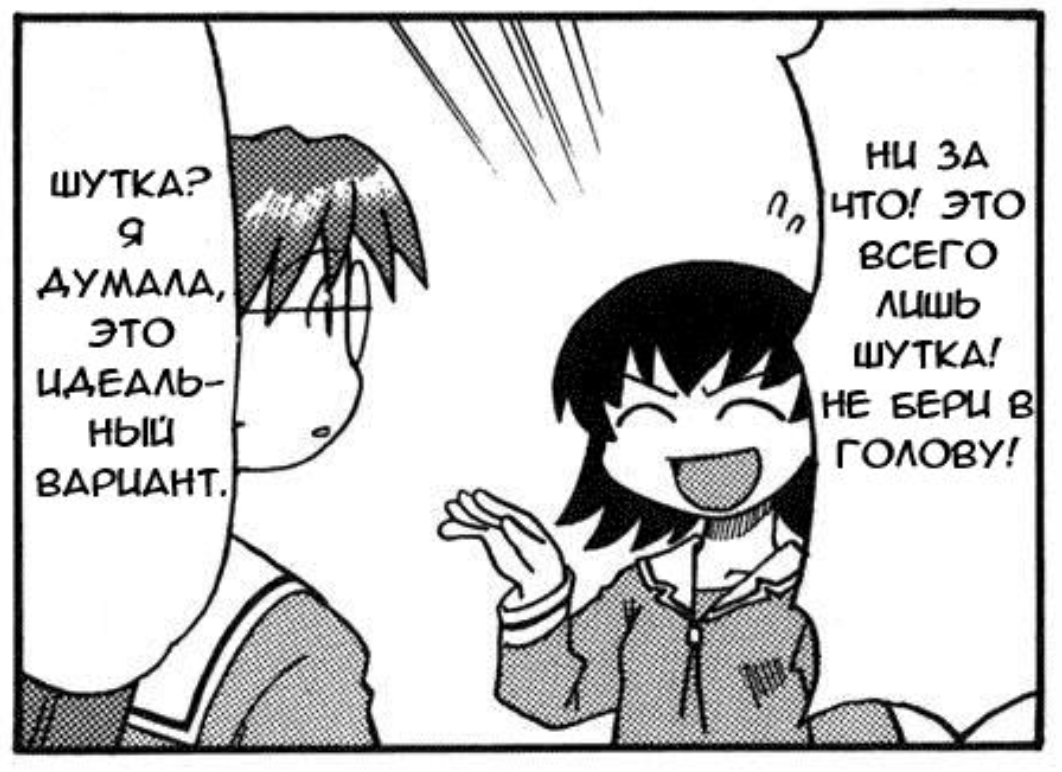 НИ ЗА
ЧТО! ЭТО
ВСЕГО
ЛИШЬ
ШУТКА!
НЕ БЕРИ В
ГОЛОВУ!
ШУТКА?
Я
ДУМАЛА,
ЭТО
ИДЕАЛЬ-
НЫЙ
ВАРИАНТ.